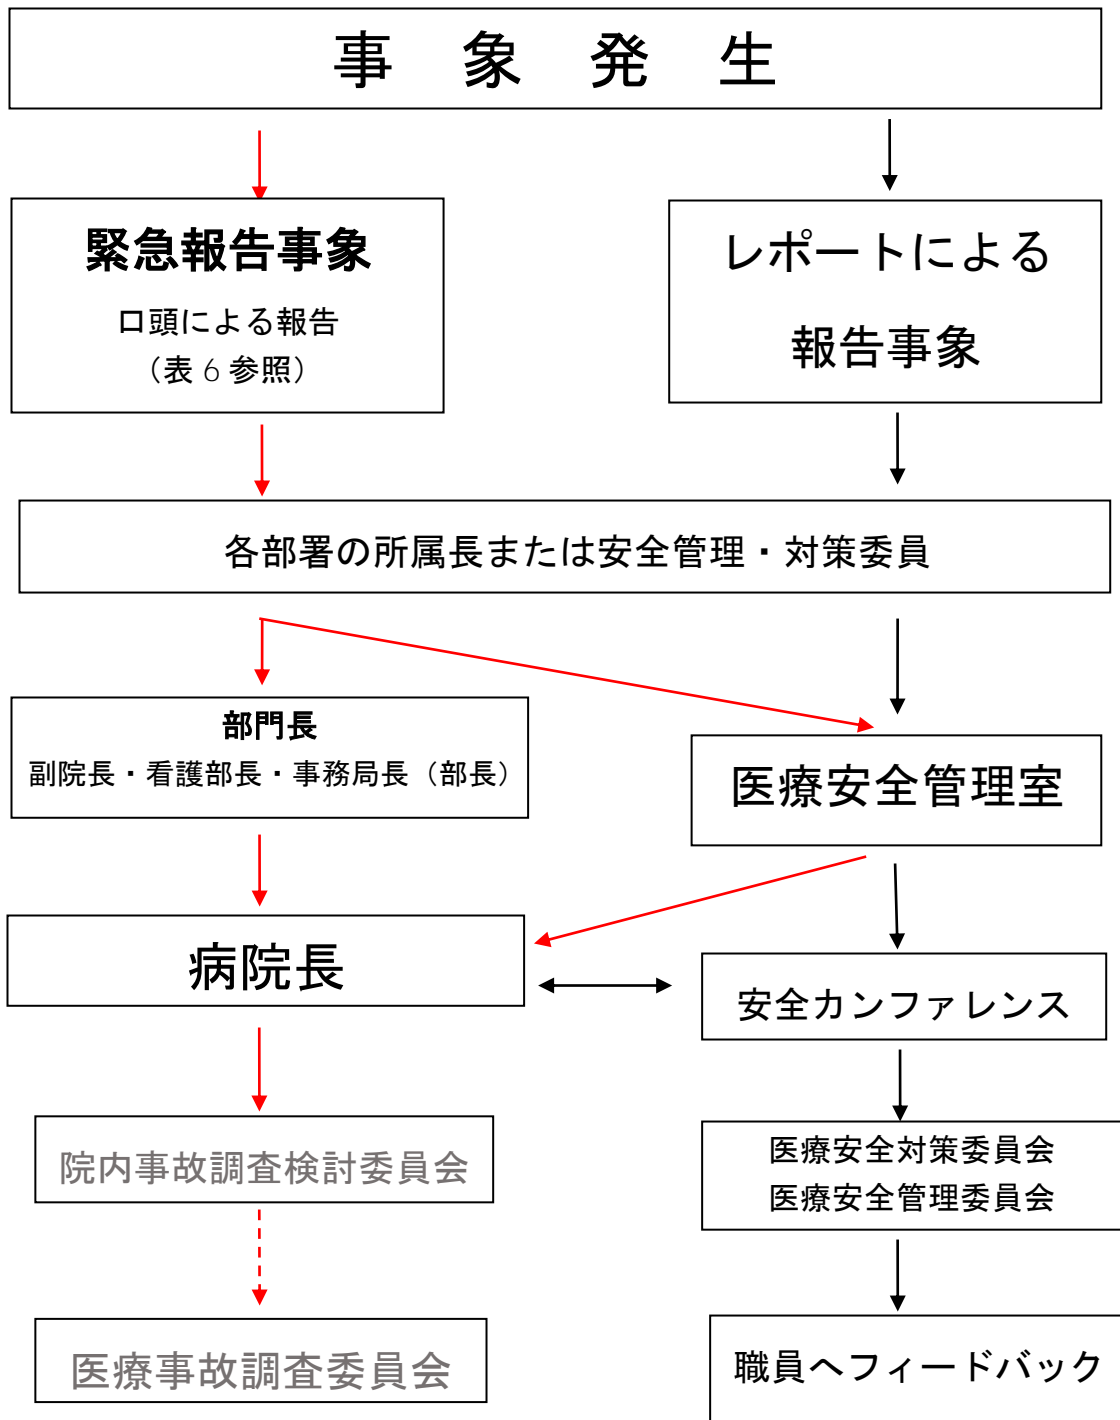 事　象　発　生
緊急報告事象
口頭による報告
（表 6 参照）
レポートによる
報告事象
各部署の所属長または安全管理・対策委員
部門長
副院長・看護部長・事務局長（部長）
医療安全管理室
病院長
安全カンファレンス
院内事故調査検討委員会
医療安全対策委員会
医療安全管理委員会
医療事故調査委員会
職員へフィードバック